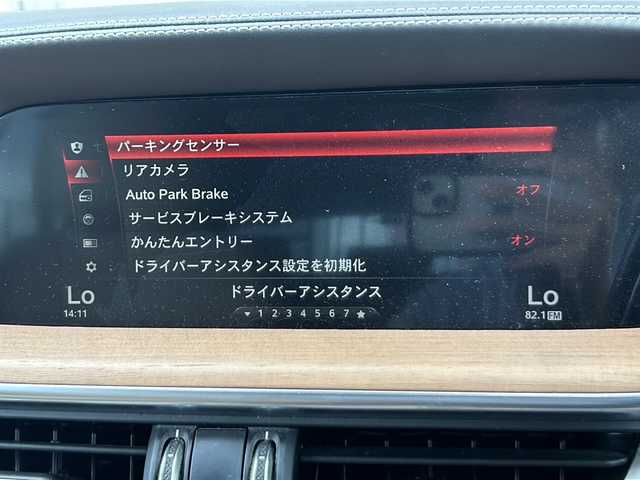 パーキングセンサー
リアカメラ
Auto Park Brake オフ
サービスブレーキシステム
かんたんエントリー オン
ドライバーアシスタンス設定を初期化
Lo ドライバーアシスタンス Lo
14:11 1 2 3 4 5 6 7 82.1 FM